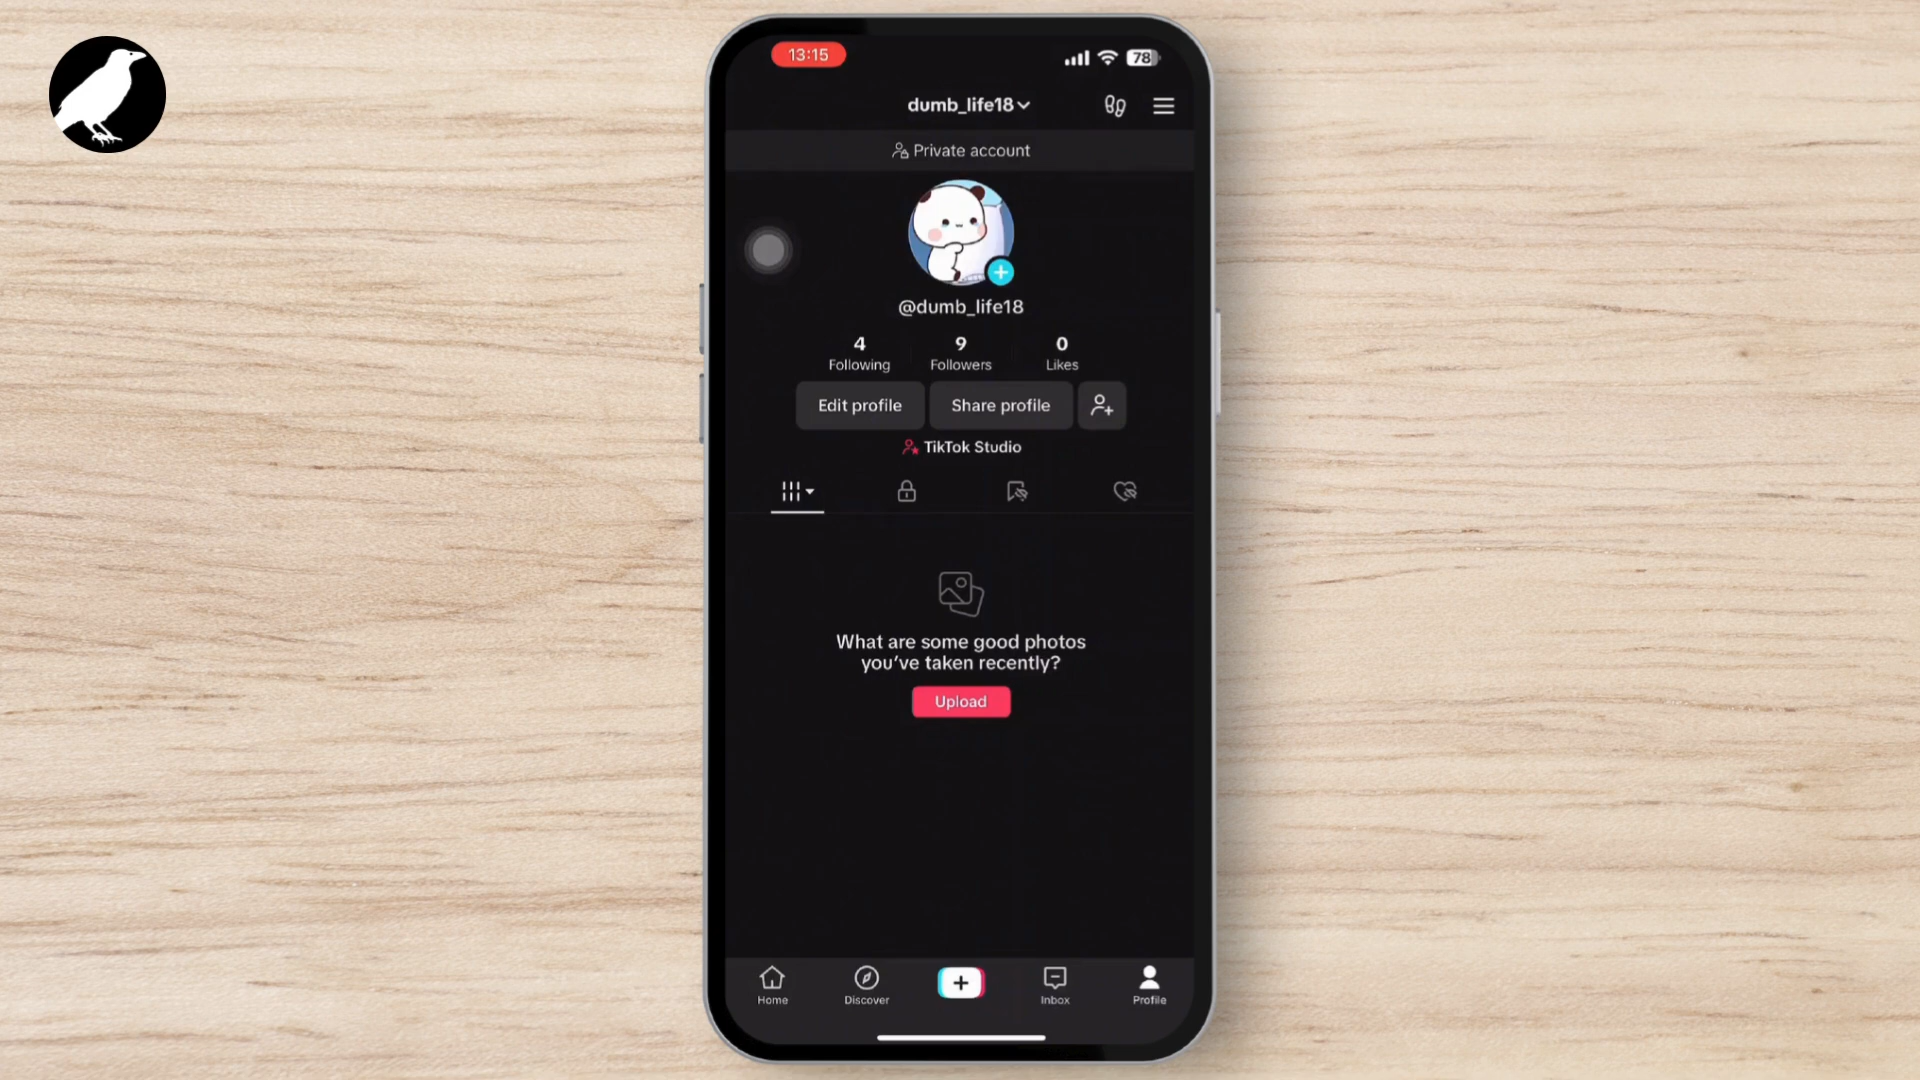 13:15
78
dumb_life18
Private account
@dumb_life18
4 9 0
Following Followers Likes
Edit profile Share profile
TikTok Studio
What are some good photos
you've taken recently?
Upload
Home Discover Inbox Profile